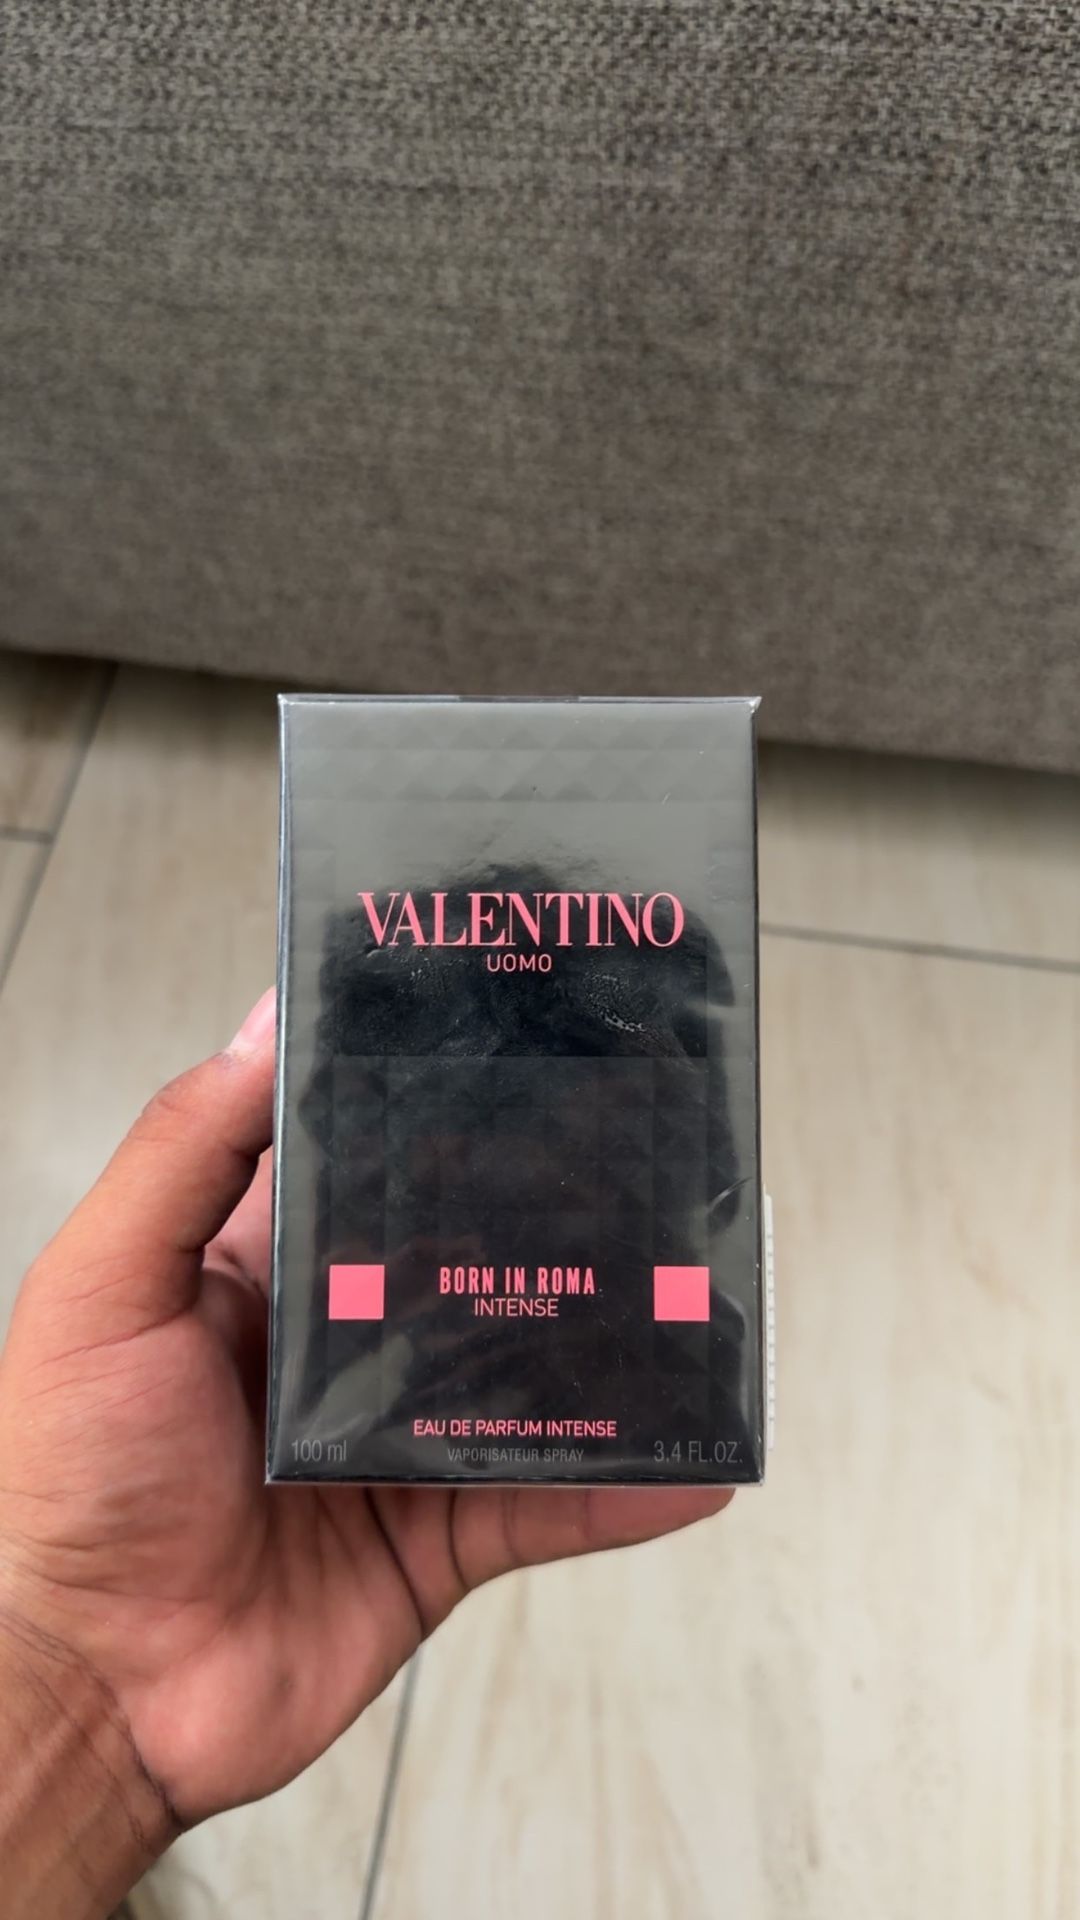 VALENTINO
UOMO
BORN IN ROMA
INTENSE
EAU DE PARFUM INTENSE
100 ml VAPORISATEUR SPRAY 3.4 FL.OZ.